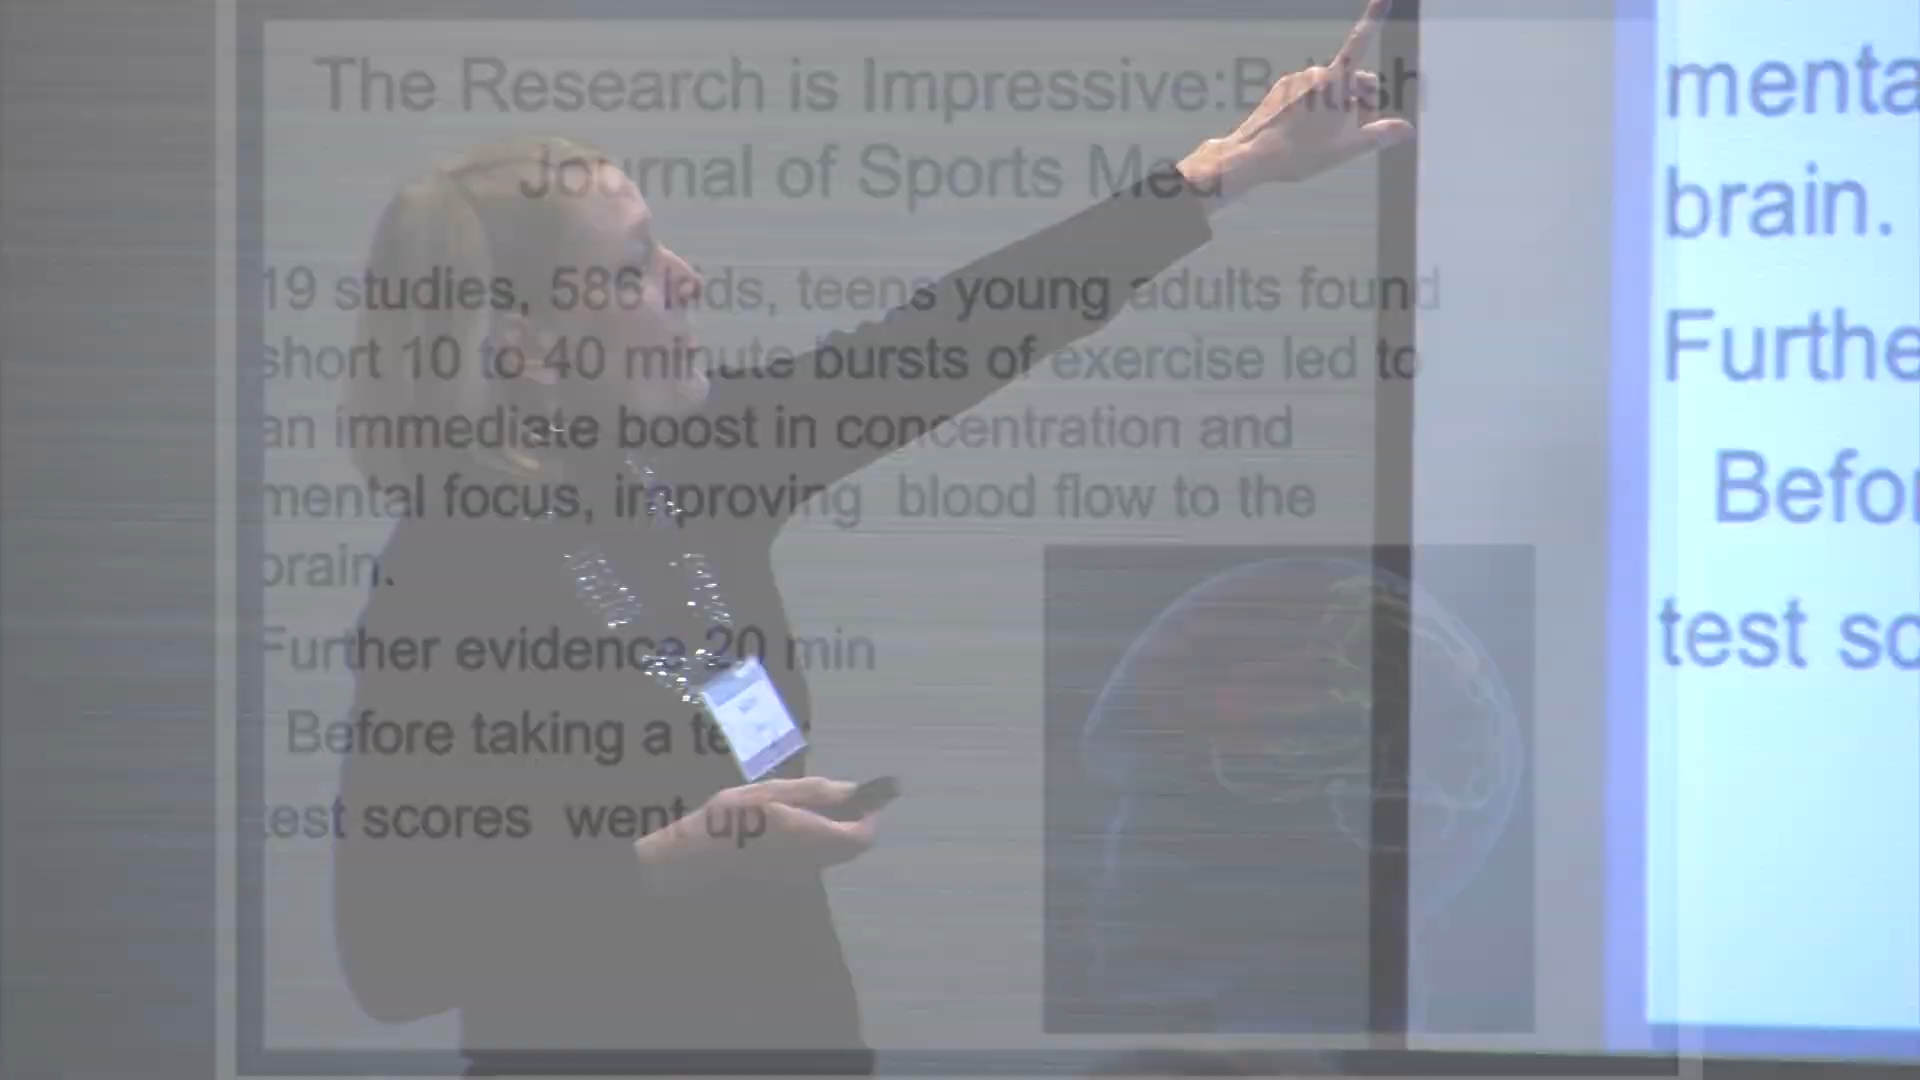 The Research is Impressive:British
Journal of Sports Med
19 studies, 586 kids, teens young adults found
short 10 to 40 minute bursts of exercise led to
an immediate boost in concentration and
mental focus, improving blood flow to the
brain.
Further evidence 20 min
Before taking a
test scores went up
menta
brain.
Furthe
Befor
test sc